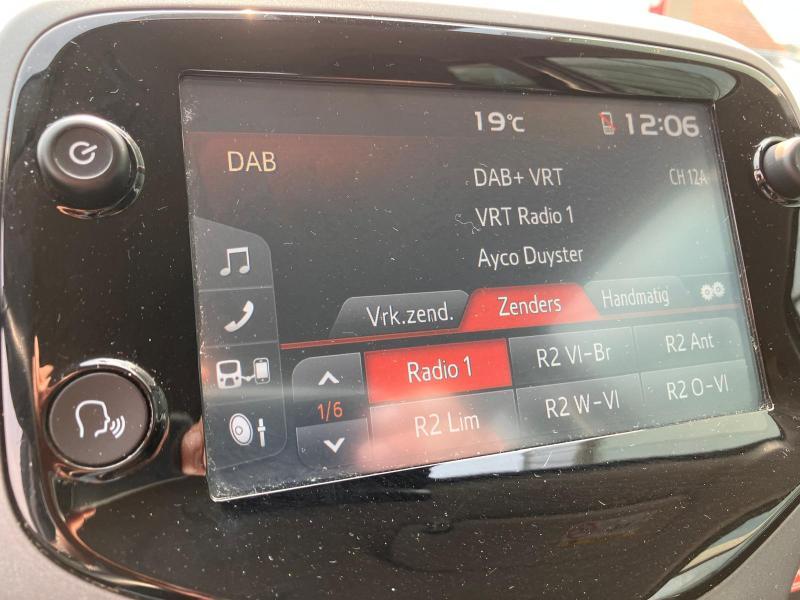 19°C 12:06
DAB
DAB+ VRT CH 12A
VRT Radio 1
Ayco Duyster
Vrk.zend. Zenders Handmatig
Radio 1 R2 Vl-Br R2 Ant
1/6
R2 Lim R2 W-Vl R2 O-Vl